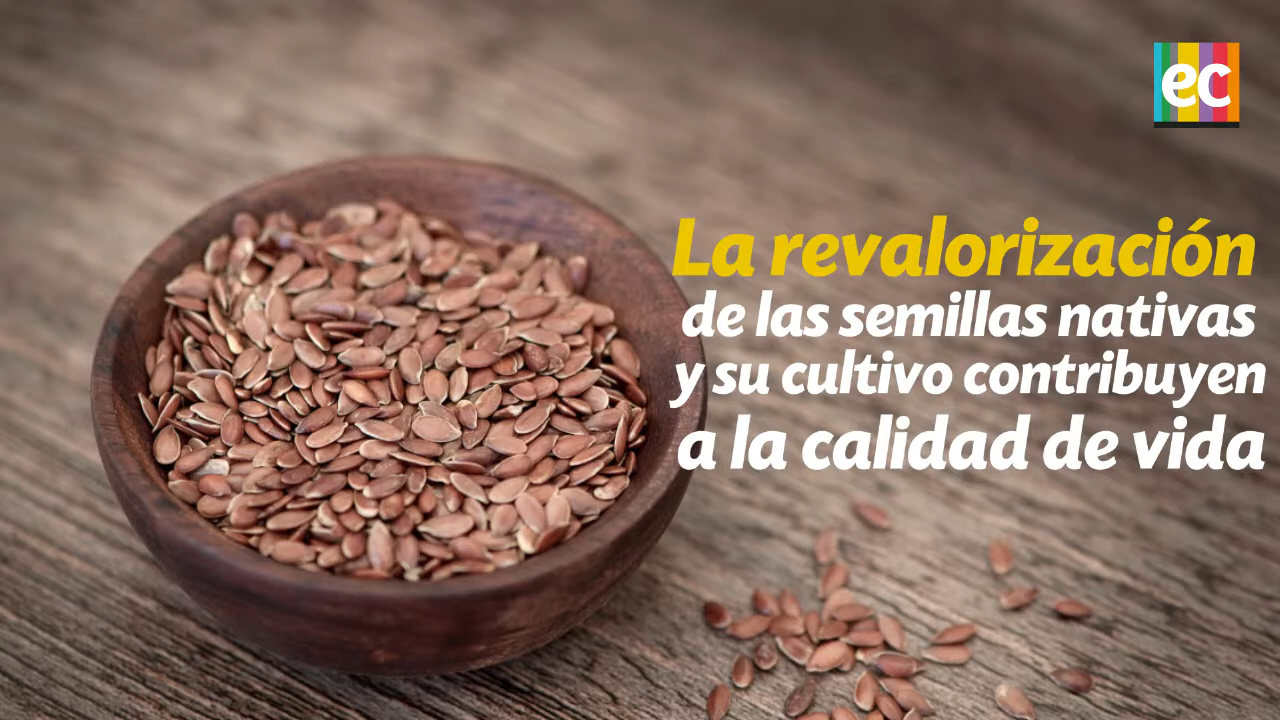 ec
La revalorización
de las semillas nativas
y su cultivo contribuyen
a la calidad de vida